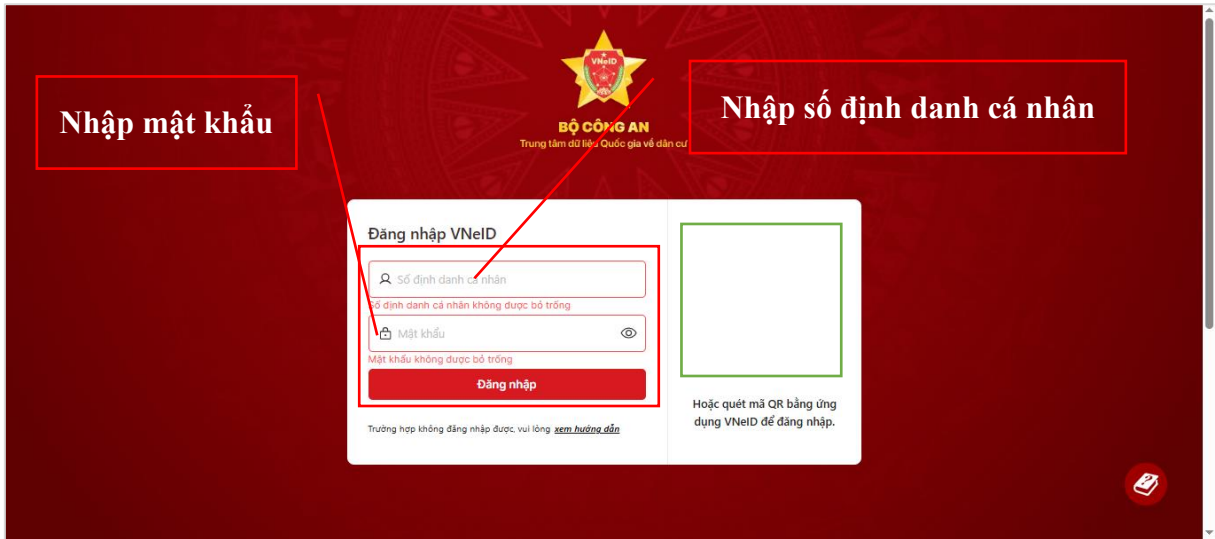 VNeID
BỘ CÔNG AN
Trung tâm dữ liệu Quốc gia về dân cư
Nhập mật khẩu
Nhập số định danh cá nhân
Đăng nhập VNeID
Số định danh cá nhân
Số định danh cá nhân không được bỏ trống
Mật khẩu
Mật khẩu không được bỏ trống
Đăng nhập
Trường hợp không đăng nhập được, vui lòng xem hướng dẫn
Hoặc quét mã QR bằng ứng
dụng VNeID để đăng nhập.